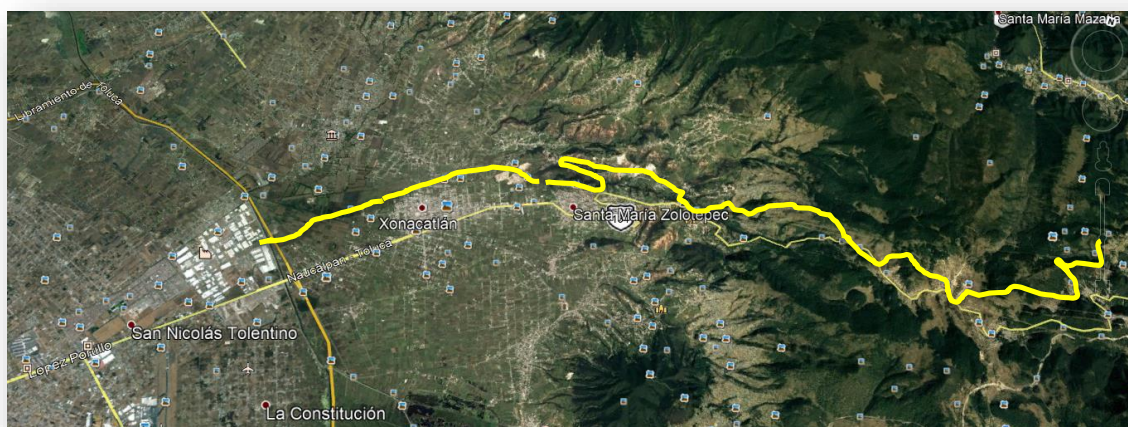 Santa María Mazatla
N
Libramiento de Toluca
Xonacatlán
Santa María Zolotepec
Naucalpan - Toluca
San Nicolás Tolentino
López Portillo
La Constitución